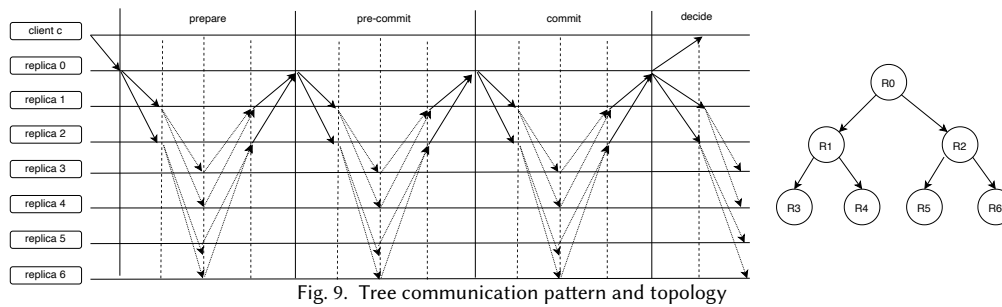 prepare pre-commit commit decide
client c
replica 0
replica 1
replica 2
replica 3
replica 4
replica 5
replica 6
R0
R1 R2
R3 R4 R5 R6
Fig. 9. Tree communication pattern and topology